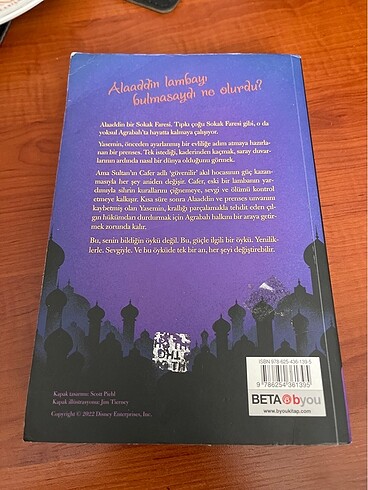 Alaaddin lambayı
bulmasaydı ne olurdu?
Alaaddin bir Sokak Faresi. Tıpkı çoğu Sokak Faresi gibi, o da
yoksul Agrabah'ta hayatta kalmaya çalışıyor.
Yasemin, önceden ayarlanmış bir evliliğe adım atmaya hazırla-
nan bir prenses. Tek istediği, kaderinden kaçmak, saray duvar-
larının ardında nasıl bir dünya olduğunu görmek.
Ama Sultan'ın Cafer adlı 'güvenilir' akıl hocasının güç kazan-
masıyla her şey aniden değişir. Cafer, eski bir lambanın yar-
dımıyla sihrin kurallarını çiğnemeye, sevgi ve ölümü kontrol
etmeye kalkışır. Kısa süre sonra Alaaddin ve prenses unvanını
kaybetmiş olan Yasemin, krallığı parçalamakla tehdit eden çıl-
gın hükümdarı durdurmak için Agrabah halkını bir araya getir-
mek zorunda kalır.
Bu, senin bildiğin öykü değil. Bu, güçle ilgili bir öykü. Yenilik-
lerle. Sevgiyle. Ve bu öyküde tek bir an, her şeyi değiştirebilir.
Kapak tasarımı: Scott Piehl
Kapak illüstrasyonu: Jim Tierney
Copyright © 2022 Disney Enterprises, Inc.
ISBN 978-625-436-139-5
9 786254 361395
BETA byou
www.byoukitap.com